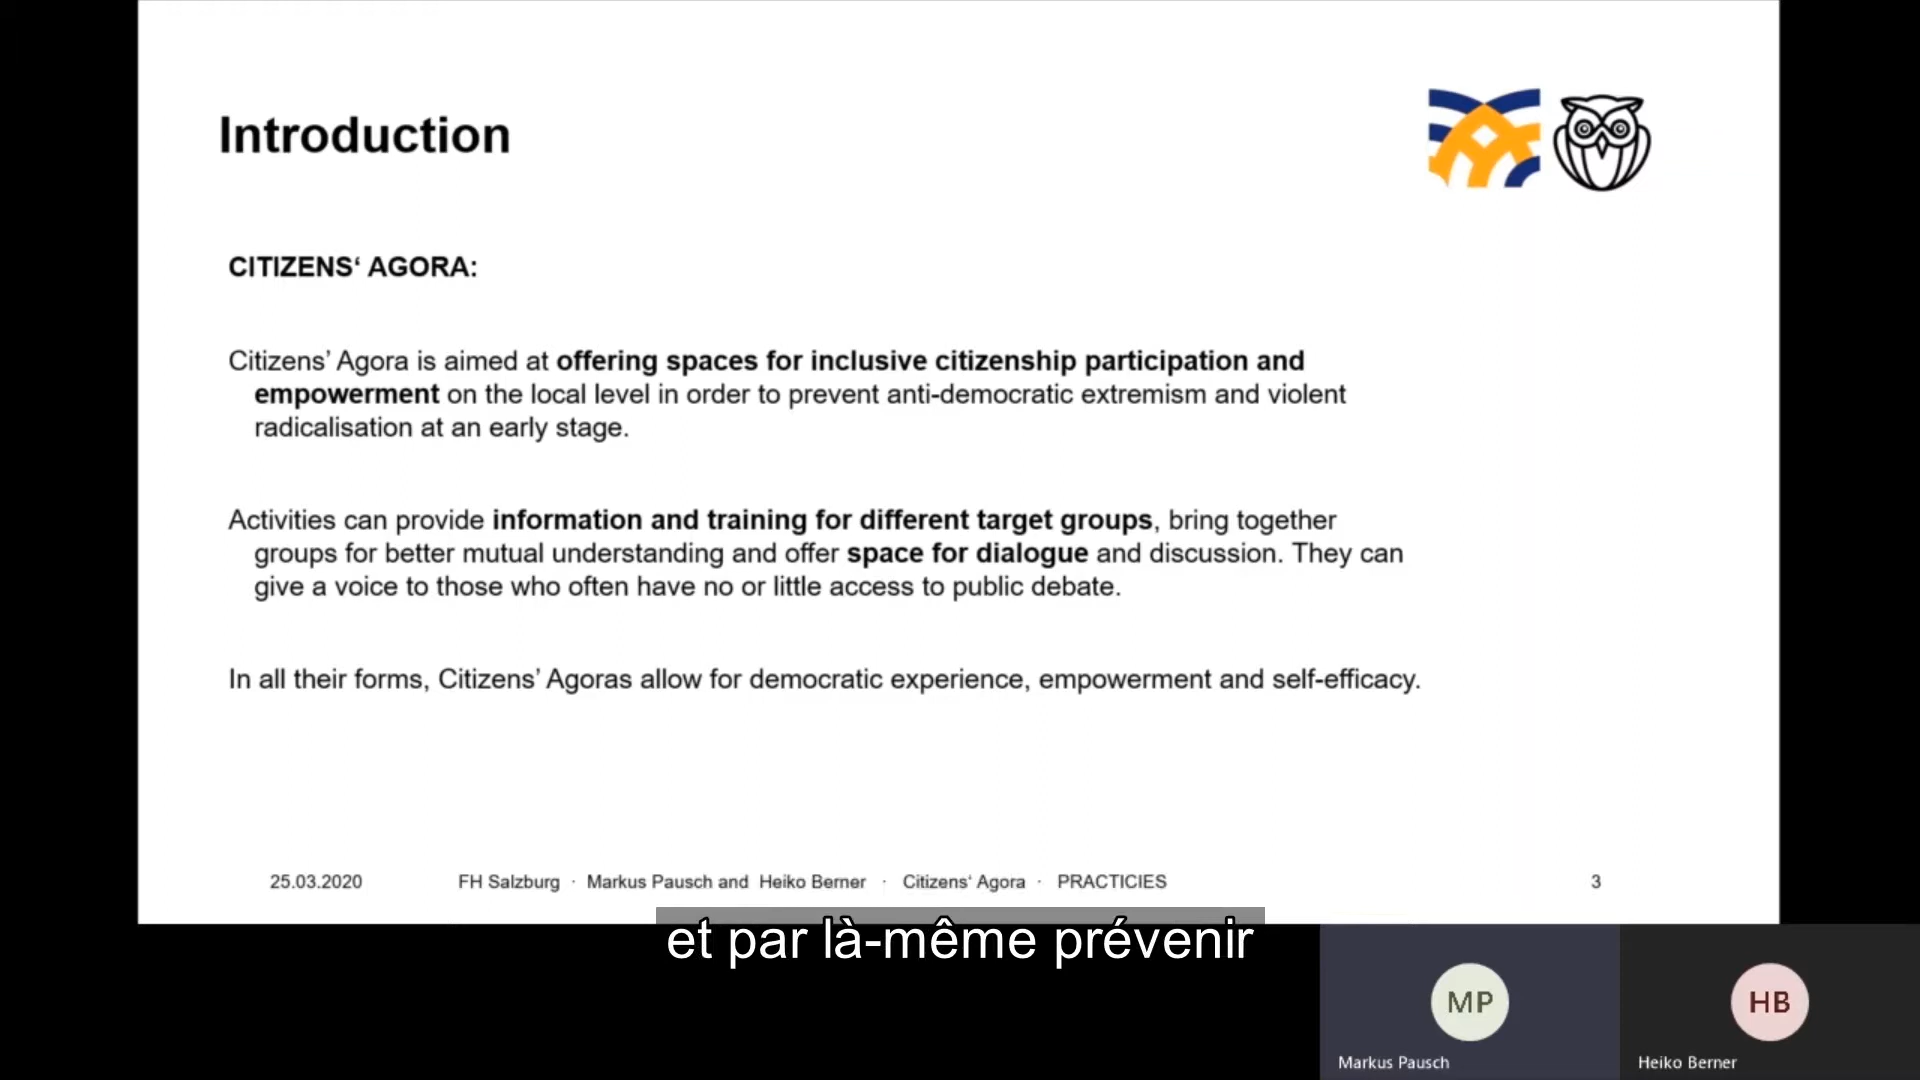 Introduction
CITIZENS‘ AGORA:
Citizens’ Agora is aimed at offering spaces for inclusive citizenship participation and
empowerment on the local level in order to prevent anti-democratic extremism and violent
radicalisation at an early stage.
Activities can provide information and training for different target groups, bring together
groups for better mutual understanding and offer space for dialogue and discussion. They can
give a voice to those who often have no or little access to public debate.
In all their forms, Citizens’ Agoras allow for democratic experience, empowerment and self-efficacy.
25.03.2020 FH Salzburg · Markus Pausch and Heiko Berner · Citizens‘ Agora · PRACTICIES 3
et par là-même prévenir
MP HB
Markus Pausch Heiko Berner